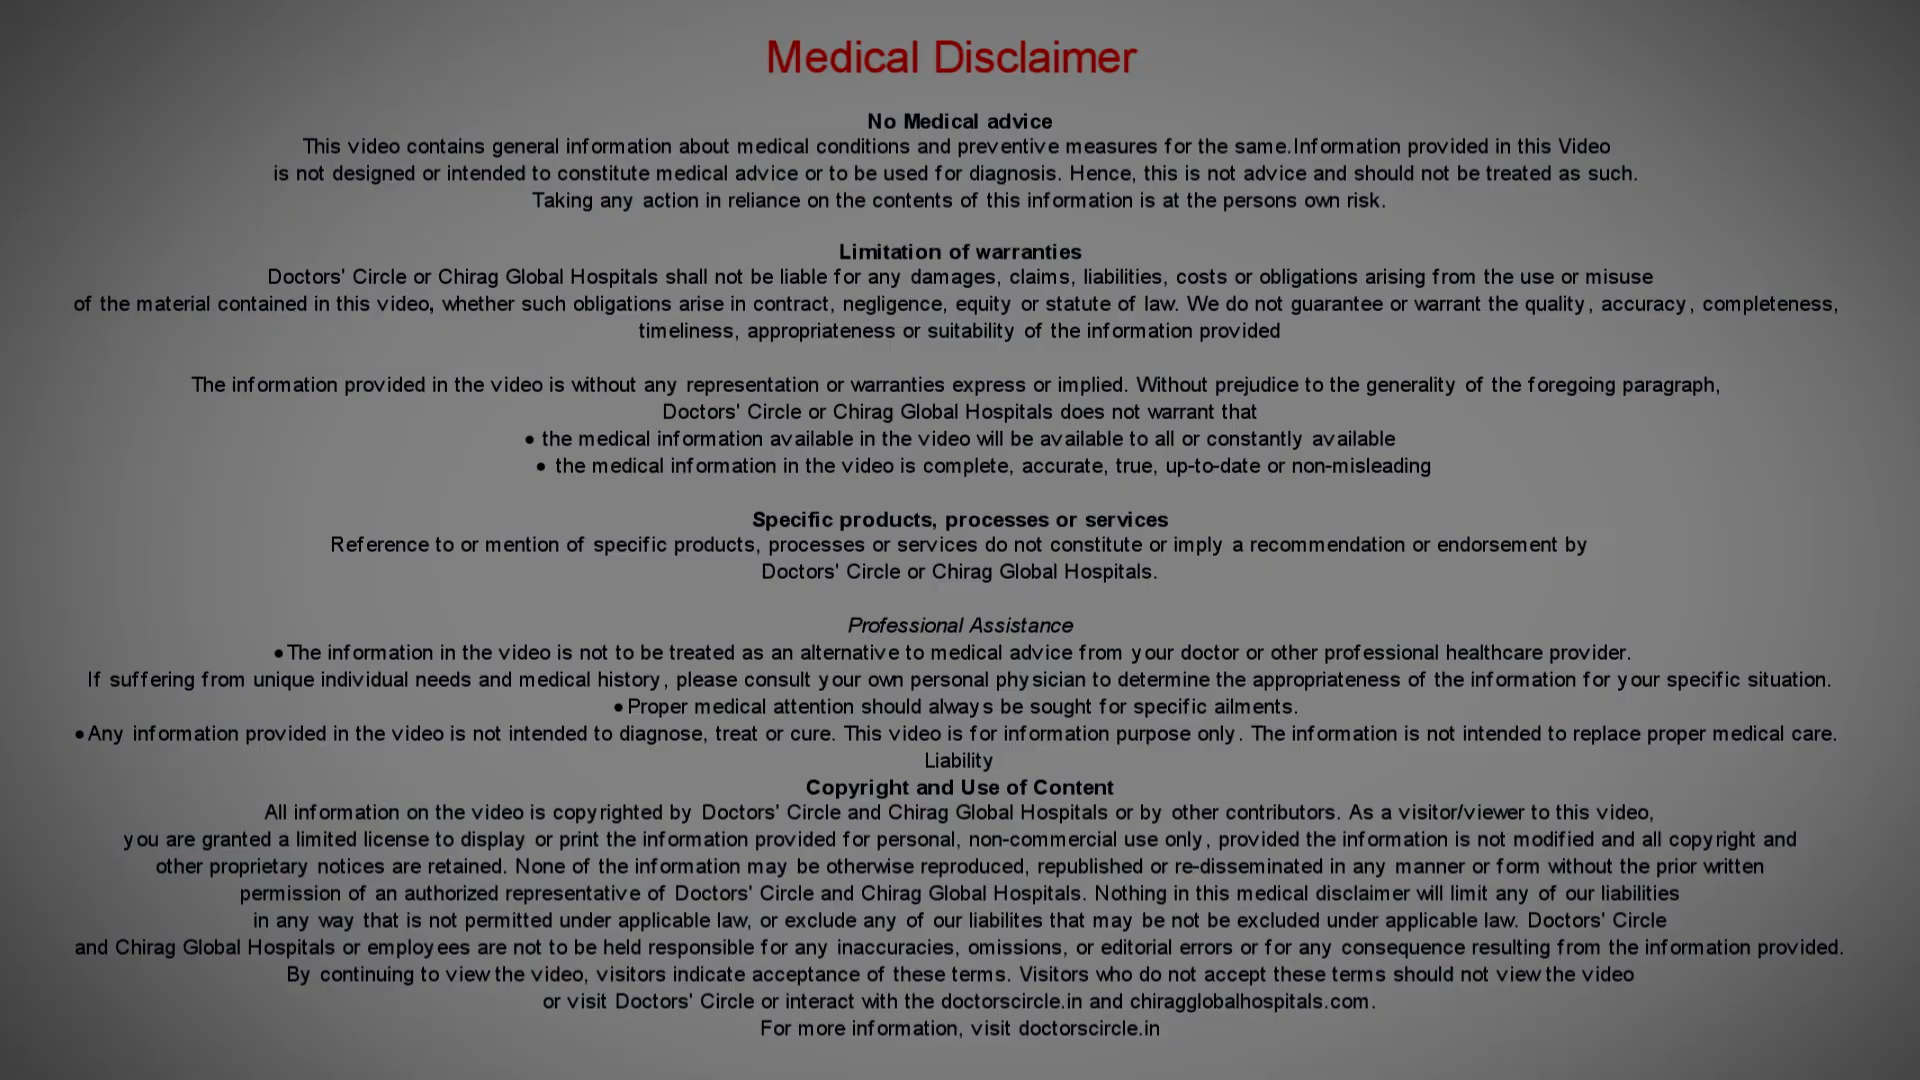 Medical Disclaimer
No Medical advice
This video contains general information about medical conditions and preventive measures for the same.Information provided in this Video
is not designed or intended to constitute medical advice or to be used for diagnosis. Hence, this is not advice and should not be treated as such.
Taking any action in reliance on the contents of this information is at the persons own risk.
Limitation of warranties
Doctors' Circle or Chirag Global Hospitals shall not be liable for any damages, claims, liabilities, costs or obligations arising from the use or misuse
of the material contained in this video, whether such obligations arise in contract, negligence, equity or statute of law. We do not guarantee or warrant the quality, accuracy, completeness,
timeliness, appropriateness or suitability of the information provided
The information provided in the video is without any representation or warranties express or implied. Without prejudice to the generality of the foregoing paragraph,
Doctors' Circle or Chirag Global Hospitals does not warrant that
• the medical information available in the video will be available to all or constantly available
• the medical information in the video is complete, accurate, true, up-to-date or non-misleading
Specific products, processes or services
Reference to or mention of specific products, processes or services do not constitute or imply a recommendation or endorsement by
Doctors' Circle or Chirag Global Hospitals.
Professional Assistance
•The information in the video is not to be treated as an alternative to medical advice from your doctor or other professional healthcare provider.
If suffering from unique individual needs and medical history, please consult your own personal physician to determine the appropriateness of the information for your specific situation.
•Proper medical attention should always be sought for specific ailments.
•Any information provided in the video is not intended to diagnose, treat or cure. This video is for information purpose only. The information is not intended to replace proper medical care.
Liability
Copyright and Use of Content
All information on the video is copyrighted by Doctors' Circle and Chirag Global Hospitals or by other contributors. As a visitor/viewer to this video,
you are granted a limited license to display or print the information provided for personal, non-commercial use only, provided the information is not modified and all copyright and
other proprietary notices are retained. None of the information may be otherwise reproduced, republished or re-disseminated in any manner or form without the prior written
permission of an authorized representative of Doctors' Circle and Chirag Global Hospitals. Nothing in this medical disclaimer will limit any of our liabilities
in any way that is not permitted under applicable law, or exclude any of our liabilites that may be not be excluded under applicable law. Doctors' Circle
and Chirag Global Hospitals or employees are not to be held responsible for any inaccuracies, omissions, or editorial errors or for any consequence resulting from the information provided.
By continuing to view the video, visitors indicate acceptance of these terms. Visitors who do not accept these terms should not view the video
or visit Doctors' Circle or interact with the doctorscircle.in and chiragglobalhospitals.com.
For more information, visit doctorscircle.in